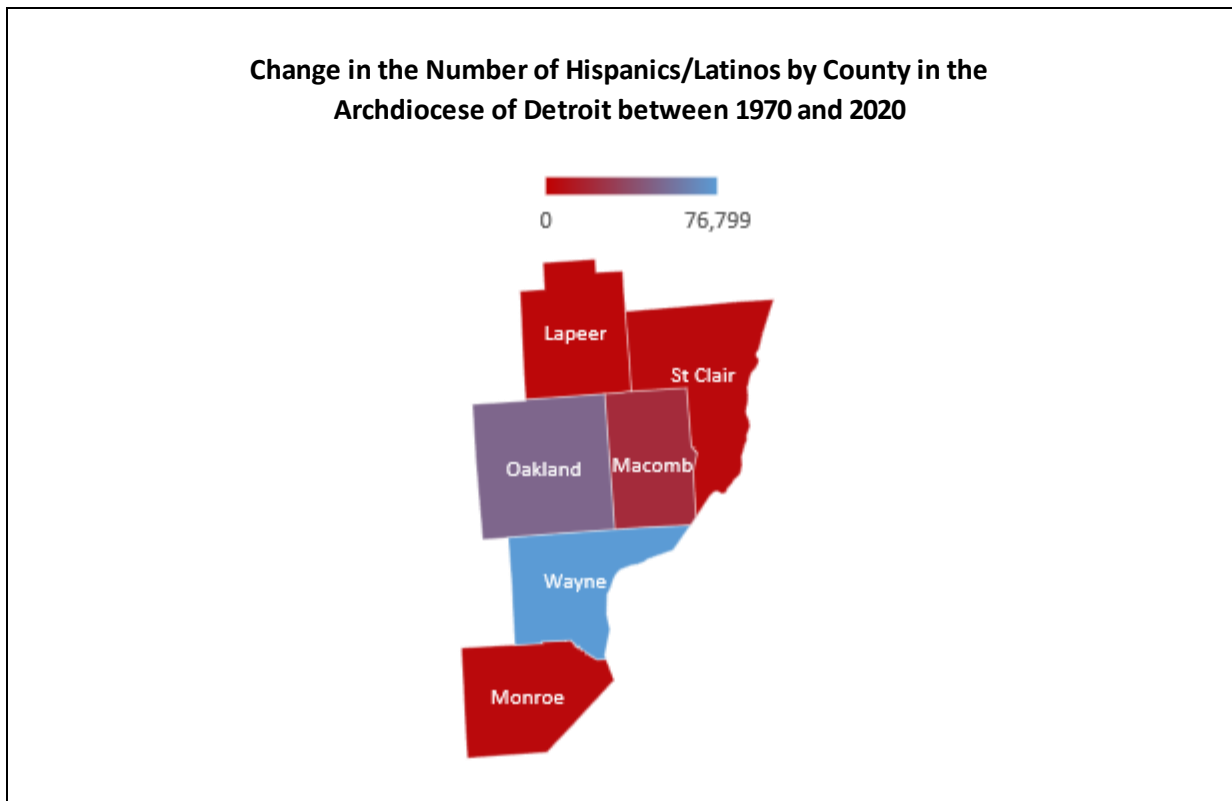 Change in the Number of Hispanics/Latinos by County in the
Archdiocese of Detroit between 1970 and 2020
0 76,799
Lapeer
St Clair
Oakland
Macomb
Wayne
Monroe